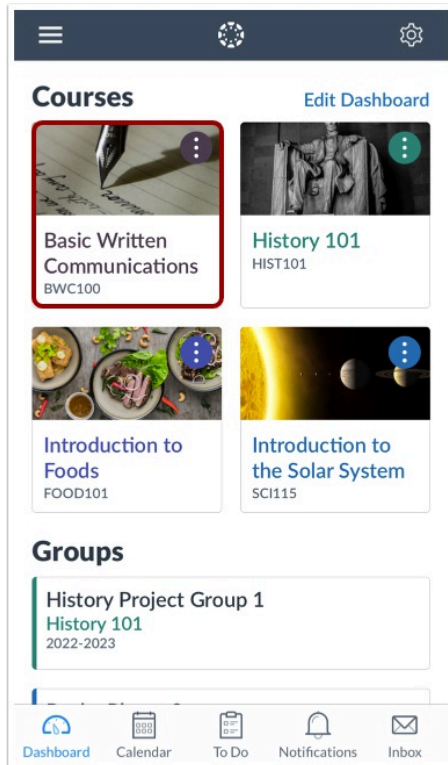 Courses
Edit Dashboard
Basic Written
Communications
BWC100
History 101
HIST101
Introduction to
Foods
FOOD101
Introduction to
the Solar System
SCI115
Groups
History Project Group 1
History 101
2022-2023
Dashboard
Calendar
To Do
Notifications
Inbox